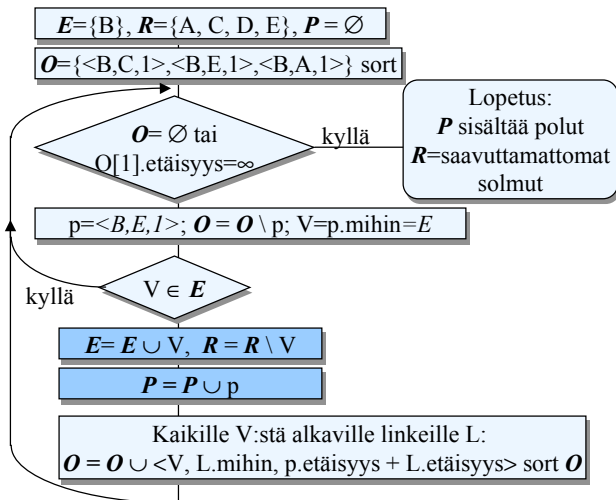 E={B}, R={A, C, D, E}, P = ∅
O={<B,C,1>,<B,E,1>,<B,A,1>} sort
O= ∅ tai
O[1].etäisyys=∞
kyllä
Lopetus:
P sisältää polut
R=saavuttamattomat
solmut
p=<B,E,1>; O = O \ p; V=p.mihin=E
V ∈ E
kyllä
E= E ∪ V, R = R \ V
P = P ∪ p
Kaikille V:stä alkaville linkeille L:
O = O ∪ <V, L.mihin, p.etäisyys + L.etäisyys> sort O